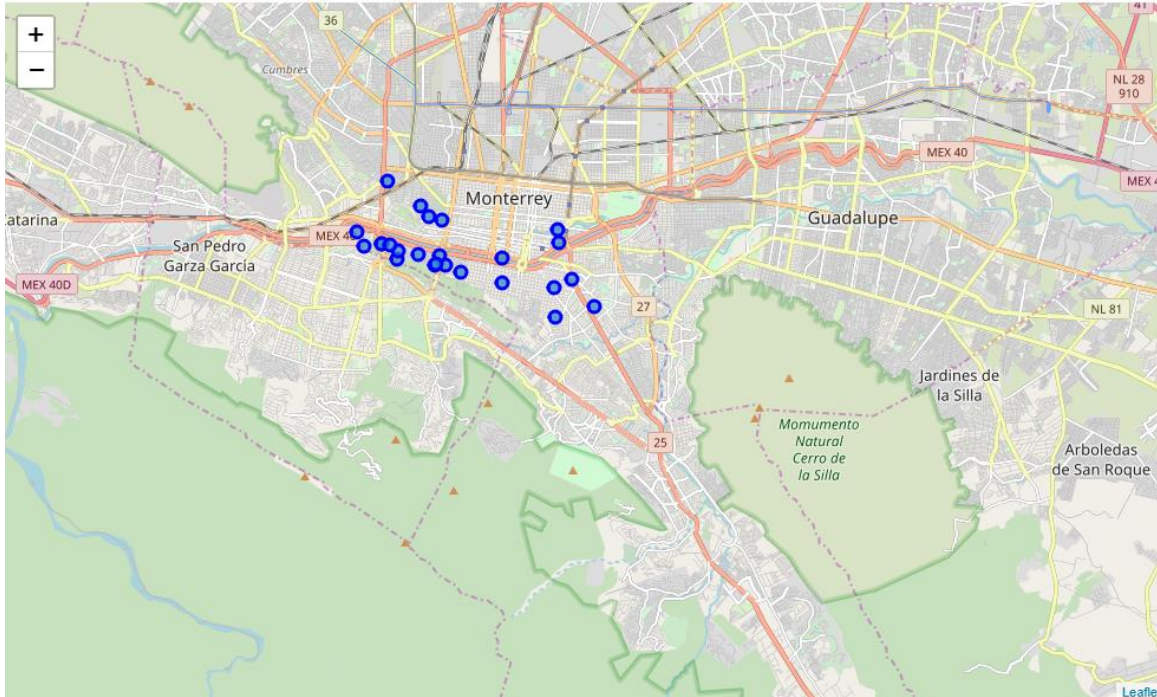 +
−
36
Cumbres
41
NL 28
910
MEX 40
MEX 4
Monterrey
Guadalupe
Catarina
San Pedro
Garza García
MEX 4
MEX 40D
27
NL 81
Jardines de
la Silla
Momumento
Natural
Cerro de
la Silla
25
Arboledas
de San Roque
Leafle